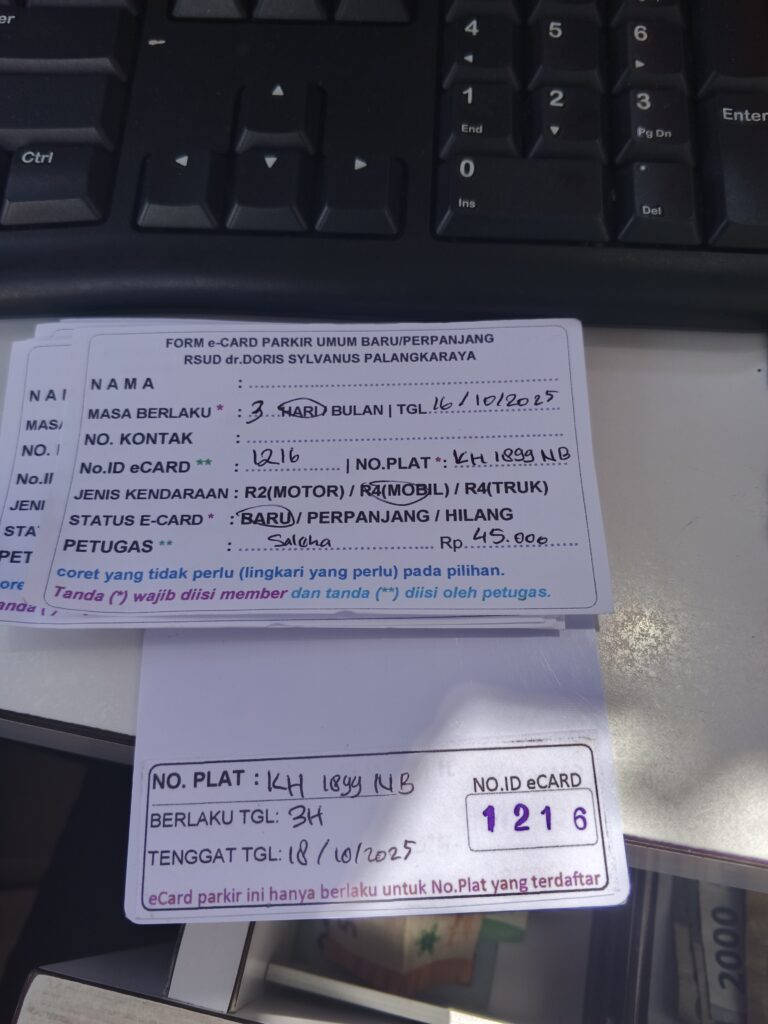 er
Ctrl
4
5
6
1
End
2
3
Pg Dn
Enter
0
Ins
Del
FORM e-CARD PARKIR UMUM BARU/PERPANJANG
RSUD dr.DORIS SYLVANUS PALANGKARAYA
NAMA :
MASA BERLAKU * : 3 HARI/ BULAN | TGL 16/10/2025
NO. KONTAK :
No.ID eCARD ** : 1216 | NO.PLAT *: KH 1899 NB
JENIS KENDARAAN : R2(MOTOR) / R4(MOBIL) / R4(TRUK)
STATUS E-CARD * : BARU / PERPANJANG / HILANG
PETUGAS ** : Rp. 45.000
coret yang tidak perlu (lingkari yang perlu) pada pilihan.
Tanda (*) wajib diisi member dan tanda (**) diisi oleh petugas.
NO. PLAT : KH 1899 NB
NO.ID eCARD
1216
BERLAKU TGL: 3H
TENGGAT TGL: 18/10/2025
eCard parkir ini hanya berlaku untuk No.Plat yang terdaftar
2000